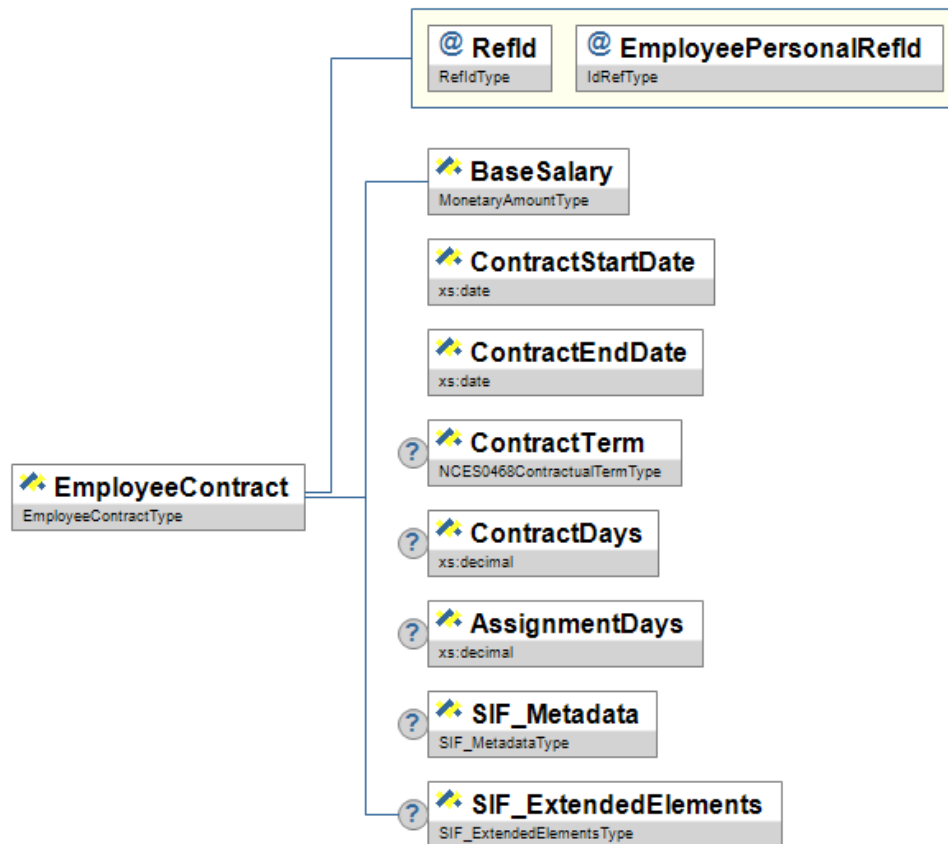 @ RefId
RefIdType
@ EmployeePersonalRefId
IdRefType
BaseSalary
MonetaryAmountType
ContractStartDate
xs:date
ContractEndDate
xs:date
? ContractTerm
NCES0468ContractualTermType
EmployeeContract
EmployeeContractType
? ContractDays
xs:decimal
? AssignmentDays
xs:decimal
? SIF_Metadata
SIF_MetadataType
? SIF_ExtendedElements
SIF_ExtendedElementsType